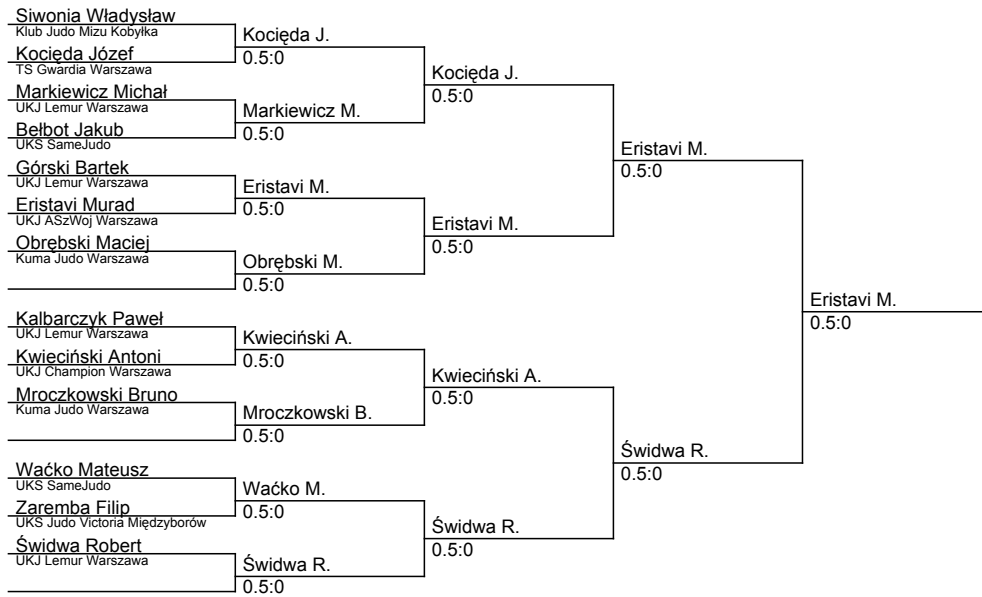 Siwonia Władysław
Klub Judo Mizu Kobyłka
Kocięda Józef
TS Gwardia Warszawa
Kocięda J.
0.5:0
Markiewicz Michał
UKJ Lemur Warszawa
Bełbot Jakub
UKS SameJudo
Markiewicz M.
0.5:0
Kocięda J.
0.5:0
Górski Bartek
UKJ Lemur Warszawa
Eristavi Murad
UKJ ASzWoj Warszawa
Eristavi M.
0.5:0
Obrębski Maciej
Kuma Judo Warszawa
Obrębski M.
0.5:0
Eristavi M.
0.5:0
Eristavi M.
0.5:0
Kalbarczyk Paweł
UKJ Lemur Warszawa
Kwieciński Antoni
UKJ Champion Warszawa
Kwieciński A.
0.5:0
Mroczkowski Bruno
Kuma Judo Warszawa
Mroczkowski B.
0.5:0
Kwieciński A.
0.5:0
Waćko Mateusz
UKS SameJudo
Zaremba Filip
UKS Judo Victoria Międzyborów
Waćko M.
0.5:0
Świdwa Robert
UKJ Lemur Warszawa
Świdwa R.
0.5:0
Świdwa R.
0.5:0
Świdwa R.
0.5:0
Eristavi M.
0.5:0